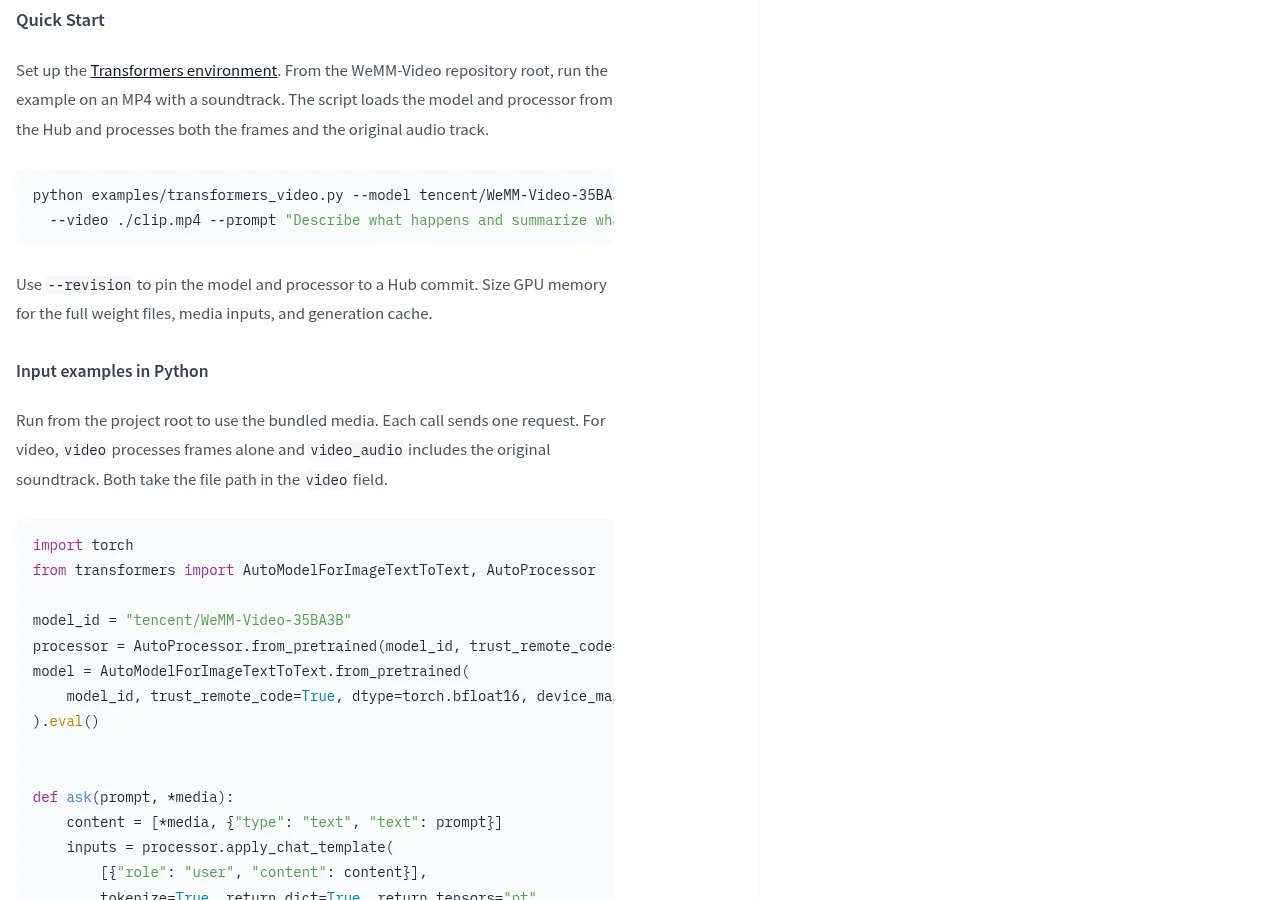 Quick Start
Set up the Transformers environment. From the WeMM-Video repository root, run the
example on an MP4 with a soundtrack. The script loads the model and processor from
the Hub and processes both the frames and the original audio track.
python examples/transformers_video.py --model tencent/WeMM-Video-35BA
--video ./clip.mp4 --prompt "Describe what happens and summarize
Use --revision to pin the model and processor to a Hub commit. Size GPU memory
for the full weight files, media inputs, and generation cache.
Input examples in Python
Run from the project root to use the bundled media. Each call sends one request. For
video, video processes frames alone and video_audio includes the original
soundtrack. Both take the file path in the video field.
import torch
from transformers import AutoModelForImageTextToText, AutoProcessor
model_id = "tencent/WeMM-Video-35BA3B"
processor = AutoProcessor.from_pretrained(model_id, trust_remote_code=
model = AutoModelForImageTextToText.from_pretrained(
model_id, trust_remote_code=True, dtype=torch.bfloat16, device_ma
).eval()
def ask(prompt, *media):
content = [*media, {"type": "text", "text": prompt}]
inputs = processor.apply_chat_template(
[{"role": "user", "content": content}],
tokenize=True, return_dict=True, return_tensors="pt"